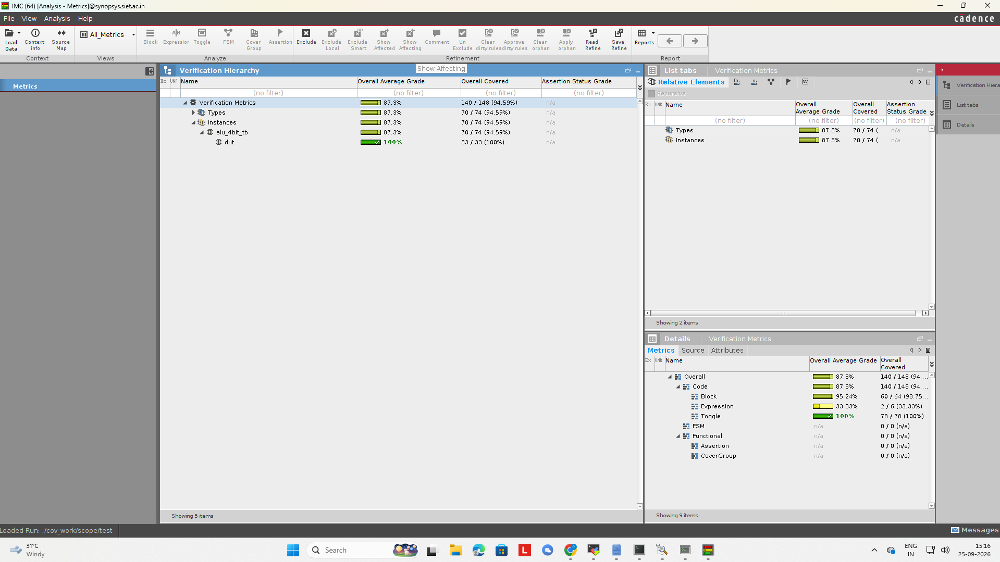 IMC (64) [Analysis - Metrics]@synopsys.siet.ac.in
File View Analysis Help
cadence
Load Data
Context info
Source Map
All_Metrics
Block
Expression
Toggle
FSM
Cover Group
Assertion
Exclude
Exclude Local
Exclude Smart
Show Affected
Show Affecting
Comment
Un Exclude
Clear dirty rules
Approve dirty rules
Clear orphan
Apply orphan
Read Refine
Save Refine
Reports
Context Views Analyze Refinement Report
Metrics
Verification Hierarchy
Show Affecting
Ex UNR Name Overall Average Grade Overall Covered Assertion Status Grade
(no filter) (no filter) (no filter) (no filter)
Verification Metrics 87.3% 140 / 148 (94.59%) n/a
Types 87.3% 70 / 74 (94.59%) n/a
Instances 87.3% 70 / 74 (94.59%) n/a
alu_4bit_tb 87.3% 70 / 74 (94.59%) n/a
dut 100% 33 / 33 (100%) n/a
Showing 5 items
List tabs Verification Metrics
Relative Elements
Recursive
Ex UNR Name Overall Average Grade Overall Covered Assertion Status Grade
(no filter) (no filter) (no filter) (no filter)
Types 87.3% 70 / 74 (... n/a
Instances 87.3% 70 / 74 (... n/a
Showing 2 items
Details Verification Metrics
Metrics Source Attributes
Ex UNR Name Overall Average Grade Overall Covered
Overall 87.3% 140 / 148 (94....
Code 87.3% 140 / 148 (94....
Block 95.24% 60 / 64 (93.75...
Expression 33.33% 2 / 6 (33.33%)
Toggle 100% 78 / 78 (100%)
FSM n/a 0 / 0 (n/a)
Functional n/a 0 / 0 (n/a)
Assertion n/a 0 / 0 (n/a)
CoverGroup n/a 0 / 0 (n/a)
Showing 9 items
Verification Hiera
List tabs
Details
Loaded Run: ./cov_work/scope/test
Messages
31°C
Windy
Search
L
ENG
IN
15:16
25-09-2026